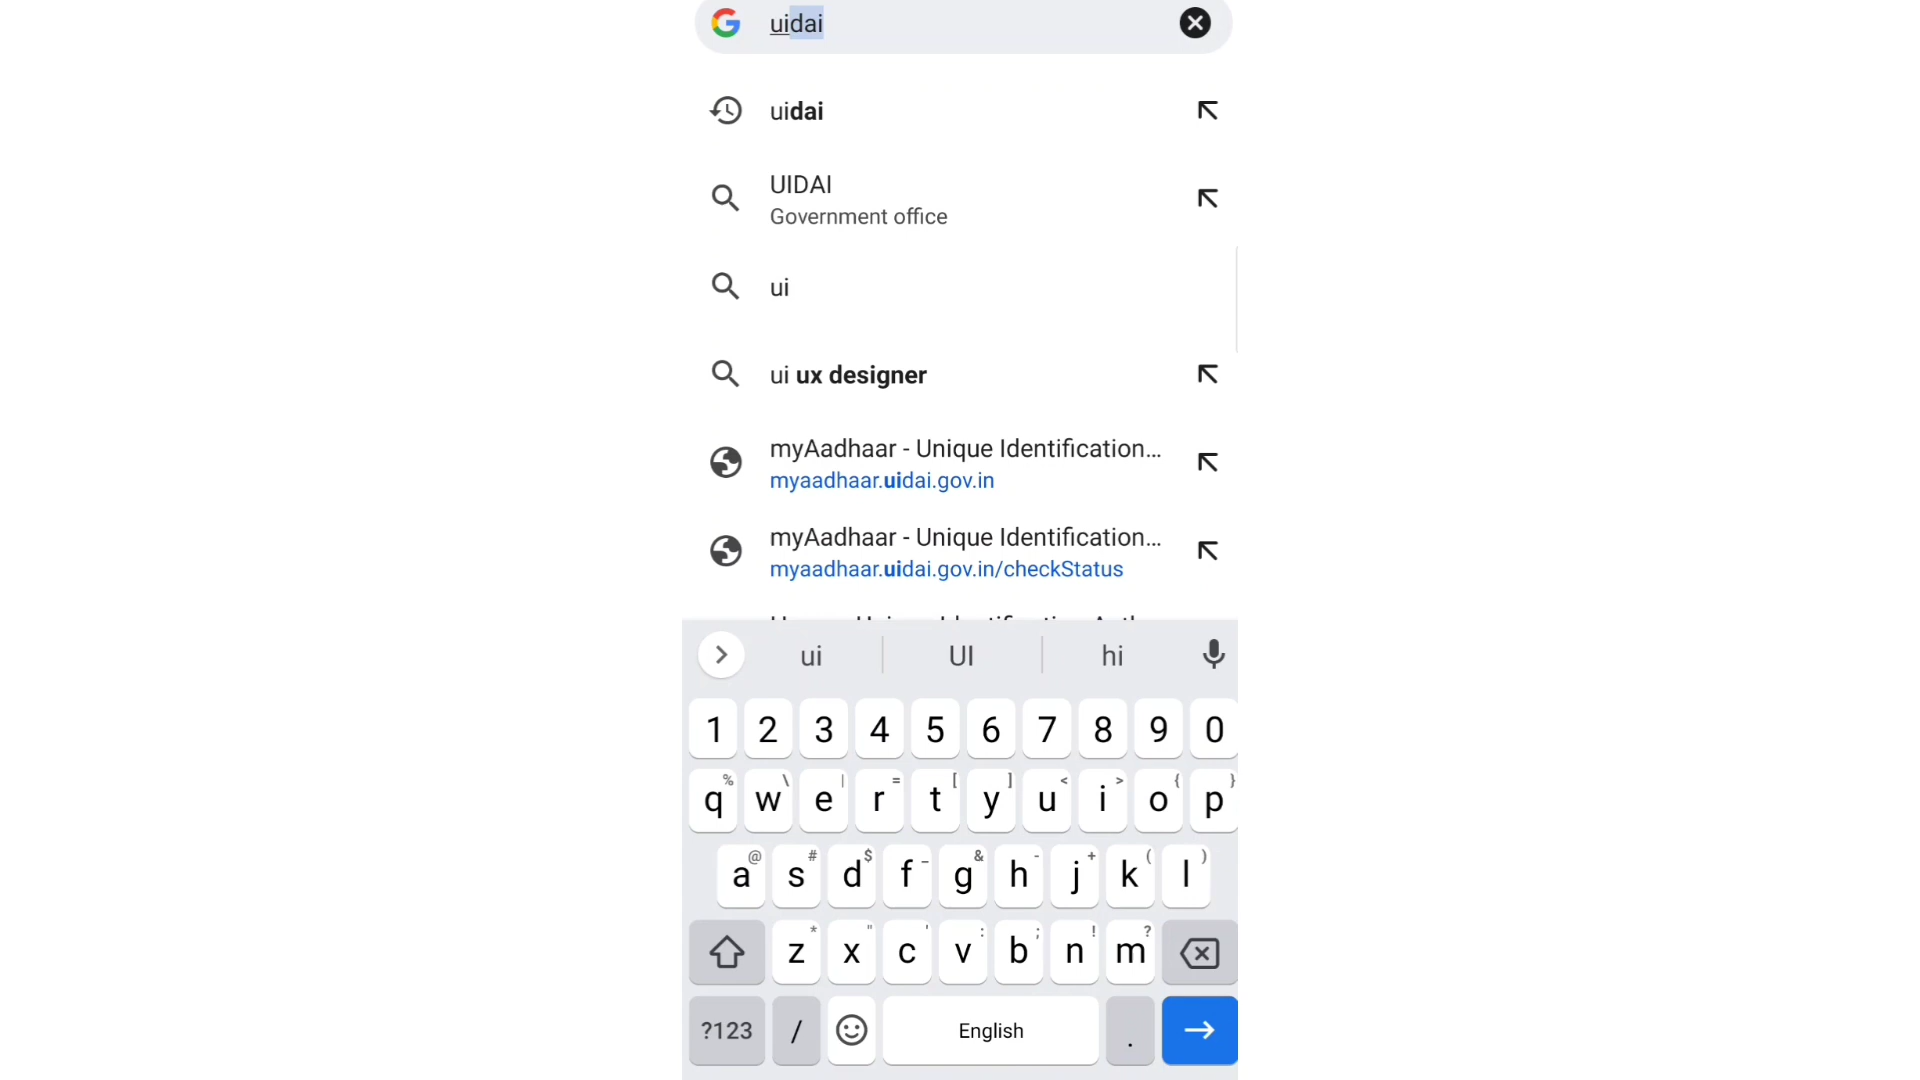 uidai
uidai
UIDAI
Government office
ui
ui ux designer
myAadhaar - Unique Identification...
myaadhaar.uidai.gov.in
myAadhaar - Unique Identification...
myaadhaar.uidai.gov.in/checkStatus
ui UI hi
1 2 3 4 5 6 7 8 9 0
% \ | = [ ] < > { }
q w e r t y u i o p
@ # $ _ & - + ( )
a s d f g h j k l
* " ' : ; ! ?
z x c v b n m
?123 / English .